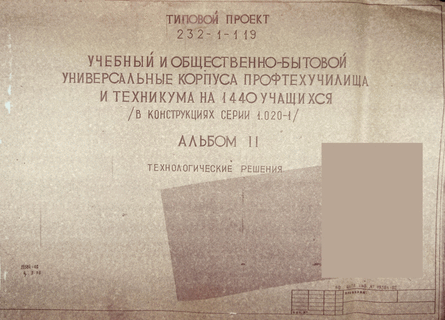 ТИПОВОЙ ПРОЕКТ
232-1-119
УЧЕБНЫЙ И ОБЩЕСТВЕННО-БЫТОВОЙ
УНИВЕРСАЛЬНЫЕ КОРПУСА ПРОФТЕХУЧИЛИЩА
И ТЕХНИКУМА НА 1440 УЧАЩИХСЯ
/В КОНСТРУКЦИЯХ СЕРИИ 1.020-1/
АЛЬБОМ II
ТЕХНОЛОГИЧЕСКИЕ РЕШЕНИЯ